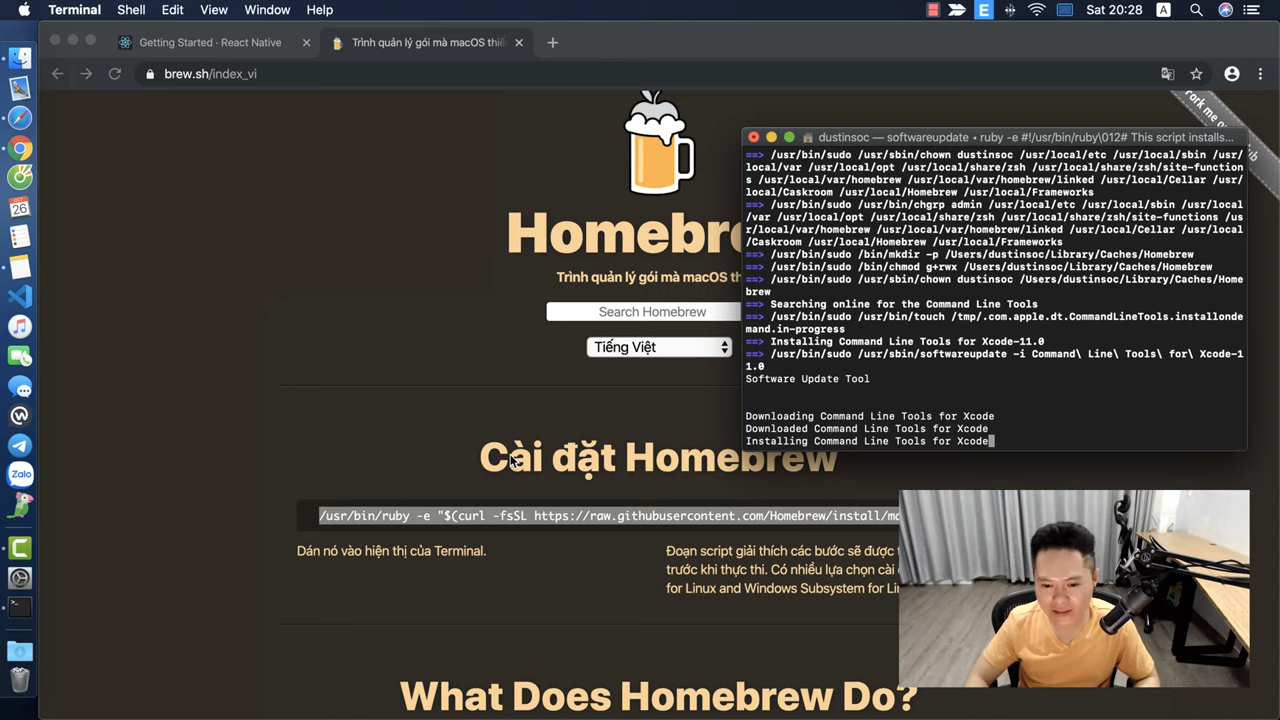 Terminal Shell Edit View Window Help
E Sat 20:28 A
Getting Started · React Native
Trình quản lý gói mà macOS thiế
brew.sh/index_vi
Homebre
Trình quản lý gói mà macOS th
Search Homebrew
Tiếng Việt
Cài đặt Homebrew
/usr/bin/ruby -e "$(curl -fsSL https://raw.githubusercontent.com/Homebrew/install/ma
Dán nó vào hiện thị của Terminal.
Đoạn script giải thích các bước sẽ được t
trước khi thực thi. Có nhiều lựa chọn cài
for Linux and Windows Subsystem for Li
What Does Homebrew Do?
dustinsoc — softwareupdate ◂ ruby -e #!/usr/bin/ruby\012# This script installs...
==> /usr/bin/sudo /usr/sbin/chown dustinsoc /usr/local/etc /usr/local/sbin /usr/
local/var /usr/local/opt /usr/local/share/zsh /usr/local/share/zsh/site-function
s /usr/local/var/homebrew /usr/local/var/homebrew/linked /usr/local/Cellar /usr/
local/Caskroom /usr/local/Homebrew /usr/local/Frameworks
==> /usr/bin/sudo /usr/bin/chgrp admin /usr/local/etc /usr/local/sbin /usr/local
/var /usr/local/opt /usr/local/share/zsh /usr/local/share/zsh/site-functions /us
r/local/var/homebrew /usr/local/var/homebrew/linked /usr/local/Cellar /usr/local
/Caskroom /usr/local/Homebrew /usr/local/Frameworks
==> /usr/bin/sudo /bin/mkdir -p /Users/dustinsoc/Library/Caches/Homebrew
==> /usr/bin/sudo /bin/chmod g+rwx /Users/dustinsoc/Library/Caches/Homebrew
==> /usr/bin/sudo /usr/sbin/chown dustinsoc /Users/dustinsoc/Library/Caches/Home
brew
==> Searching online for the Command Line Tools
==> /usr/bin/sudo /usr/bin/touch /tmp/.com.apple.dt.CommandLineTools.installonde
mand.in-progress
==> Installing Command Line Tools for Xcode-11.0
==> /usr/bin/sudo /usr/sbin/softwareupdate -i Command\ Line\ Tools\ for\ Xcode-1
1.0
Software Update Tool
Downloading Command Line Tools for Xcode
Downloaded Command Line Tools for Xcode
Installing Command Line Tools for Xcode
OCT
26
Zalo